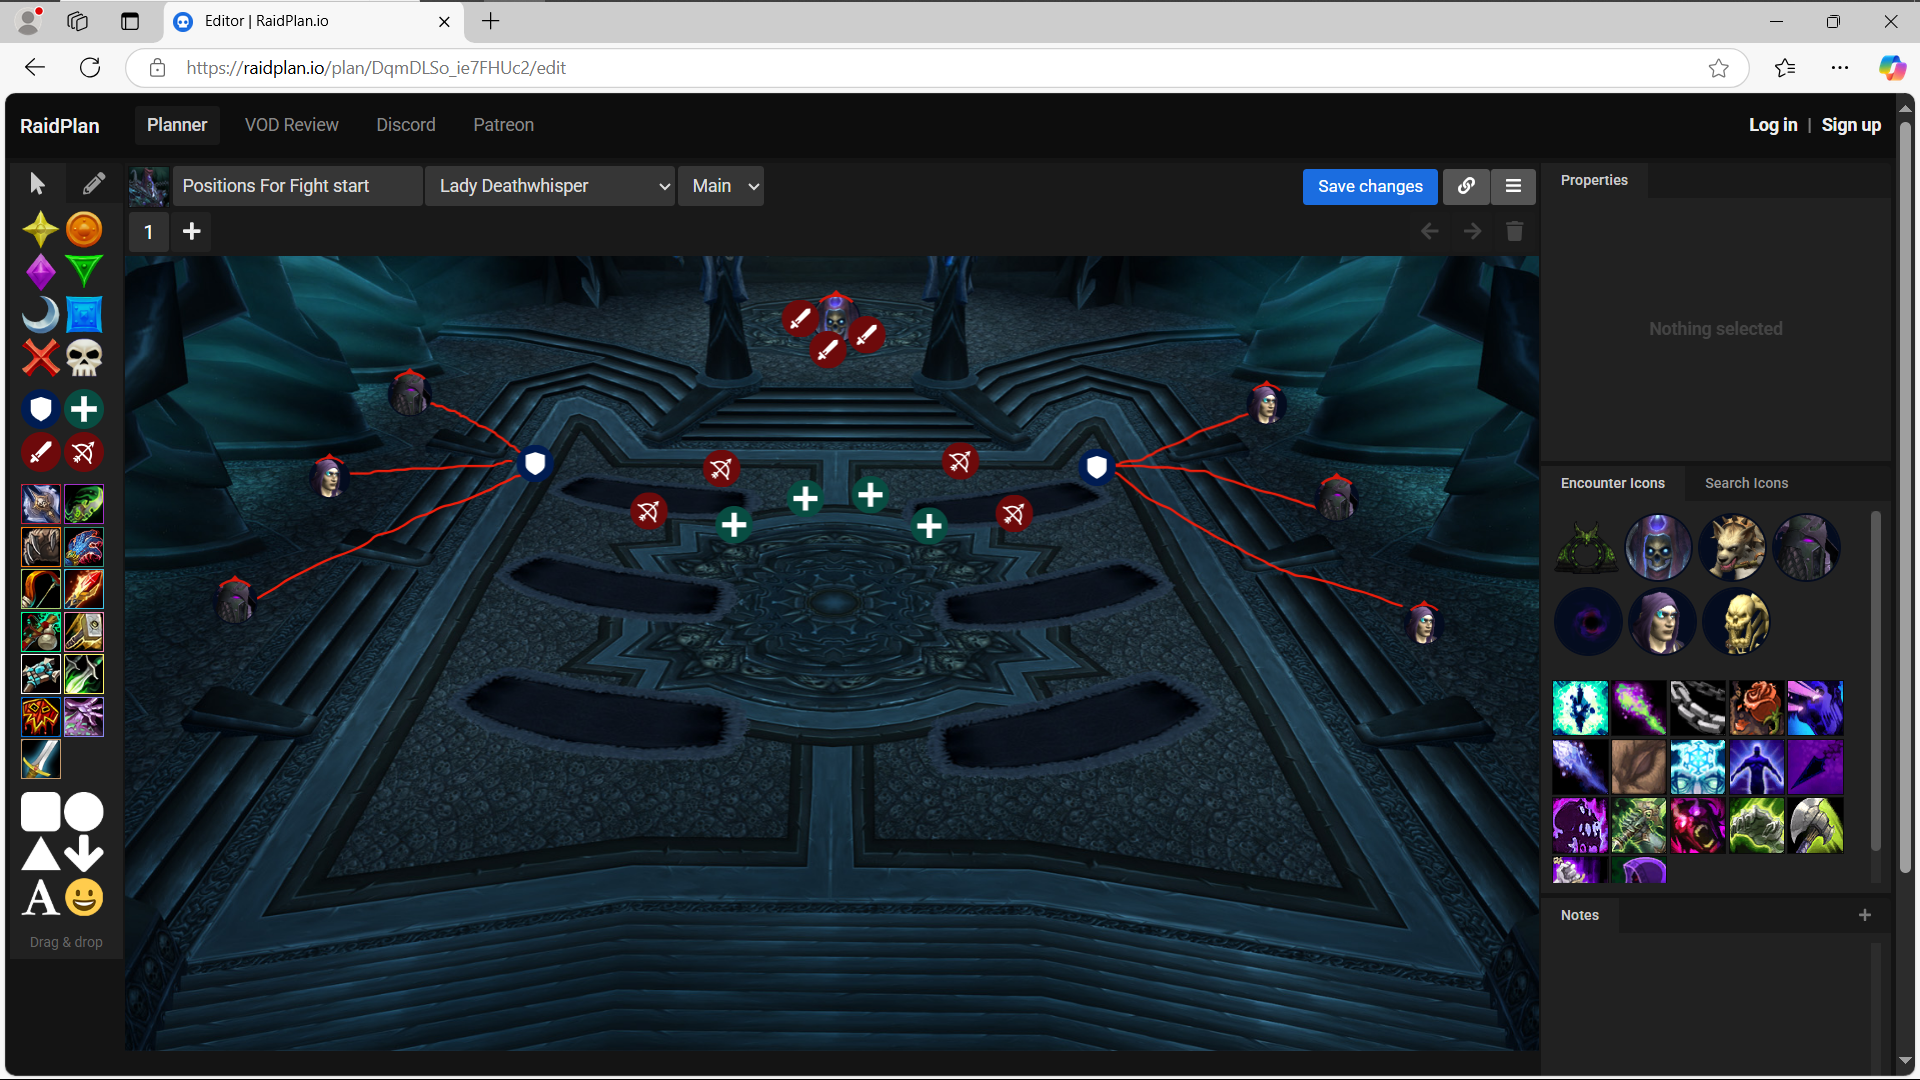 Editor | RaidPlan.io
https://raidplan.io/plan/DqmDLSo_ie7FHUc2/edit
RaidPlan
Planner
VOD Review
Discord
Patreon
Log in | Sign up
Positions For Fight start
Lady Deathwhisper
Main
Save changes
Properties
1
Nothing selected
Encounter Icons
Search Icons
A
Drag & drop
Notes